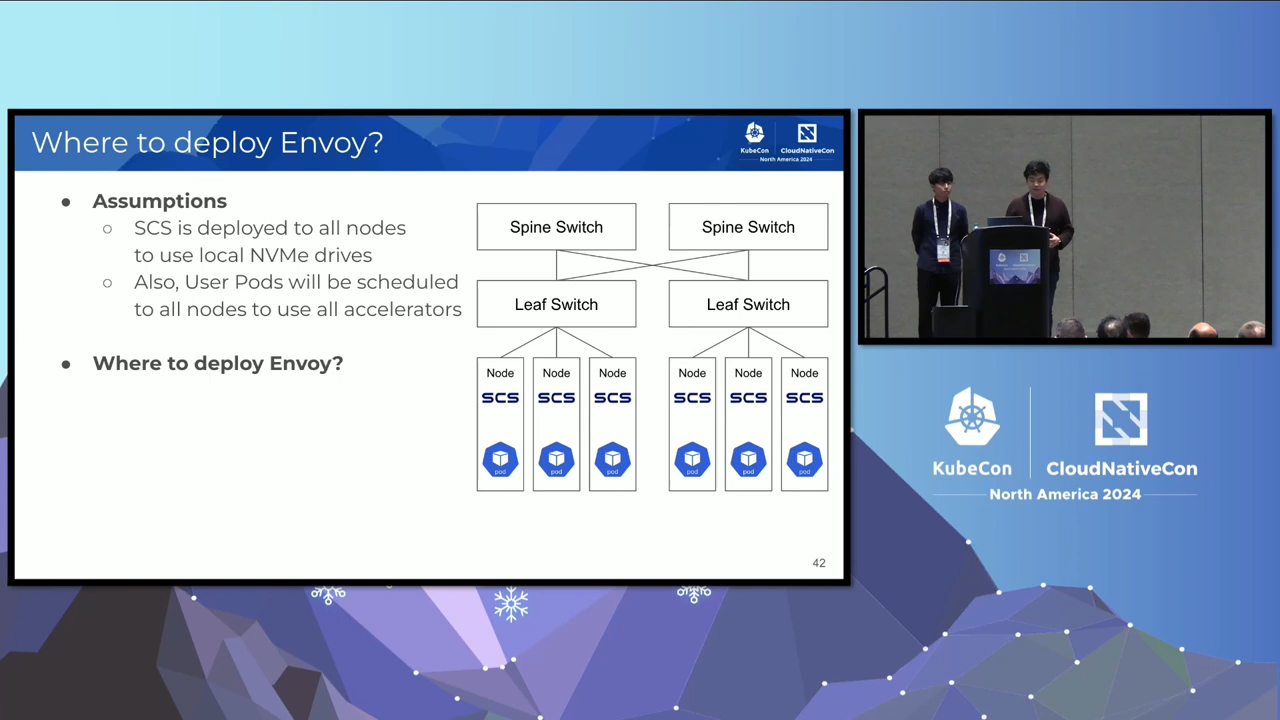 Where to deploy Envoy?
KubeCon
CloudNativeCon
North America 2024
Assumptions
SCS is deployed to all nodes
to use local NVMe drives
Also, User Pods will be scheduled
to all nodes to use all accelerators
Where to deploy Envoy?
Spine Switch
Spine Switch
Leaf Switch
Leaf Switch
Node
Node
Node
Node
Node
Node
SCS
SCS
SCS
SCS
SCS
SCS
pod
pod
pod
pod
pod
pod
42
KubeCon
CloudNativeCon
North America 2024